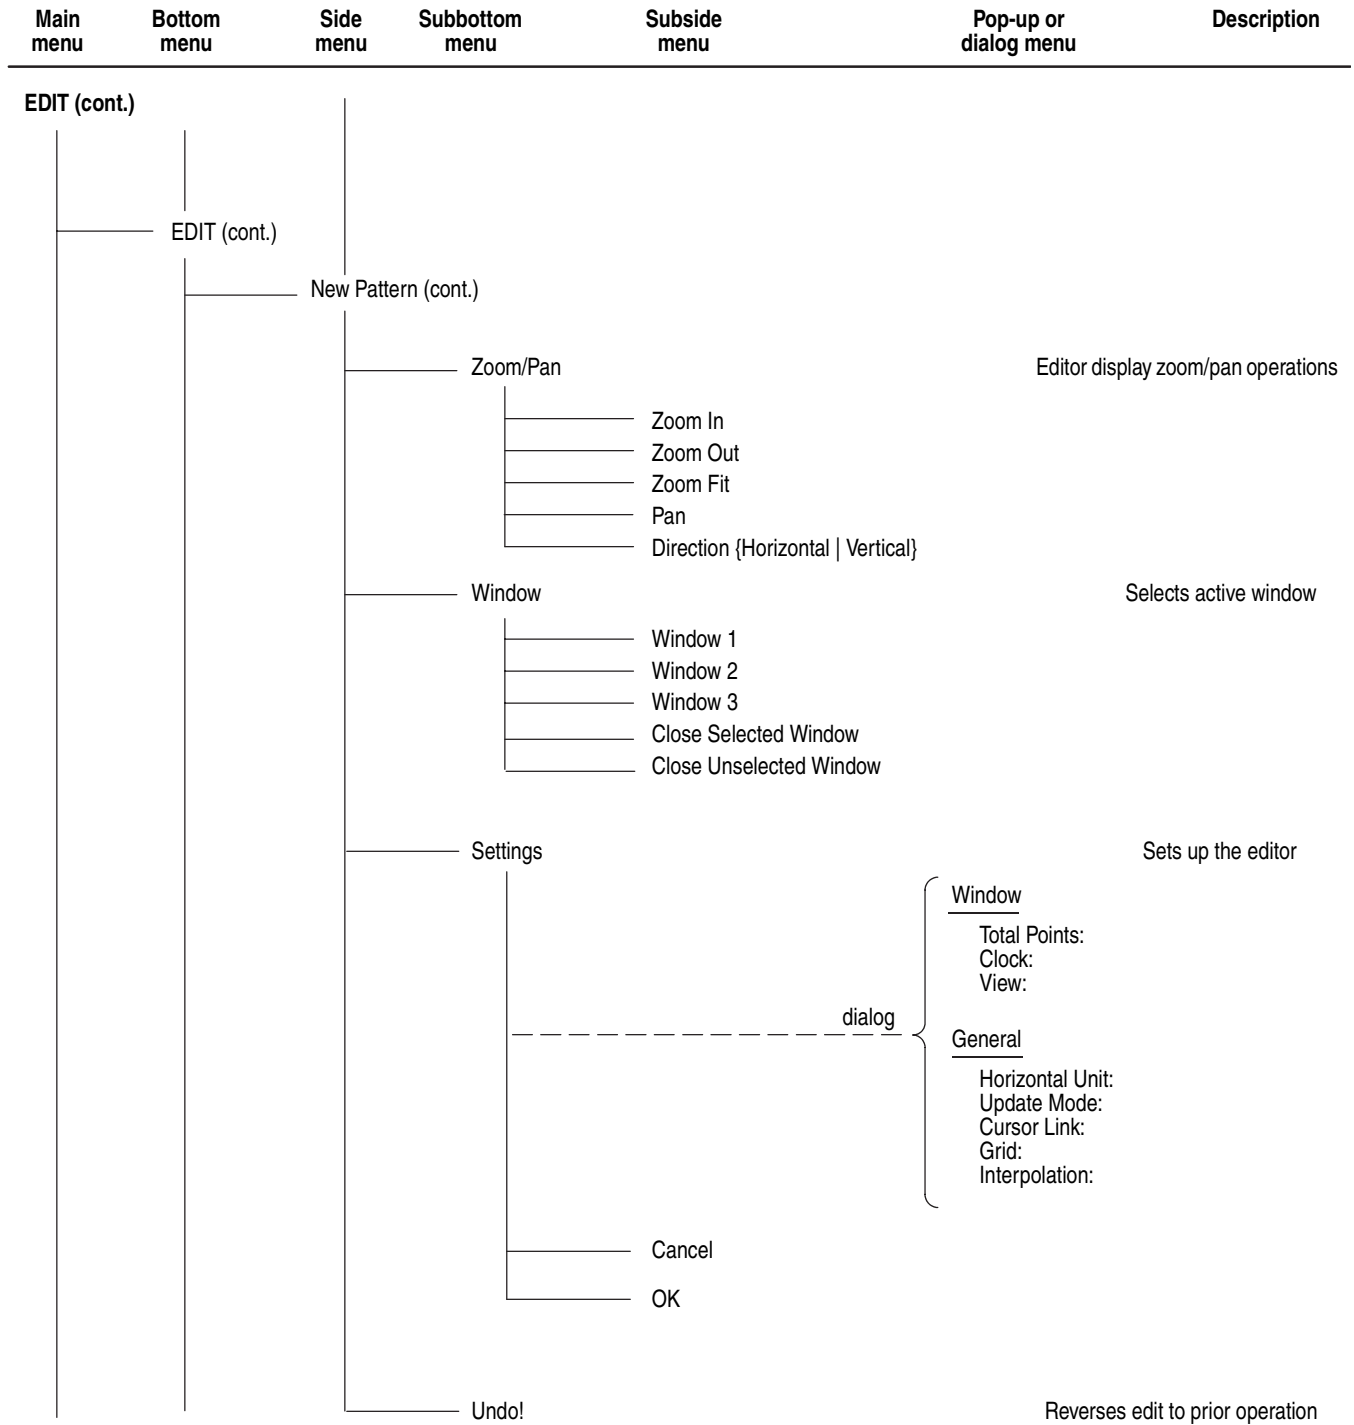 Main menu
Bottom menu
Side menu
Subbottom menu
Subside menu
Pop-up or dialog menu
Description
EDIT (cont.)
EDIT (cont.)
New Pattern (cont.)
Zoom/Pan
Editor display zoom/pan operations
Zoom In
Zoom Out
Zoom Fit
Pan
Direction {Horizontal | Vertical}
Window
Selects active window
Window 1
Window 2
Window 3
Close Selected Window
Close Unselected Window
Settings
Sets up the editor
Window
Total Points:
Clock:
View:
dialog
General
Horizontal Unit:
Update Mode:
Cursor Link:
Grid:
Interpolation:
Cancel
OK
Undo!
Reverses edit to prior operation